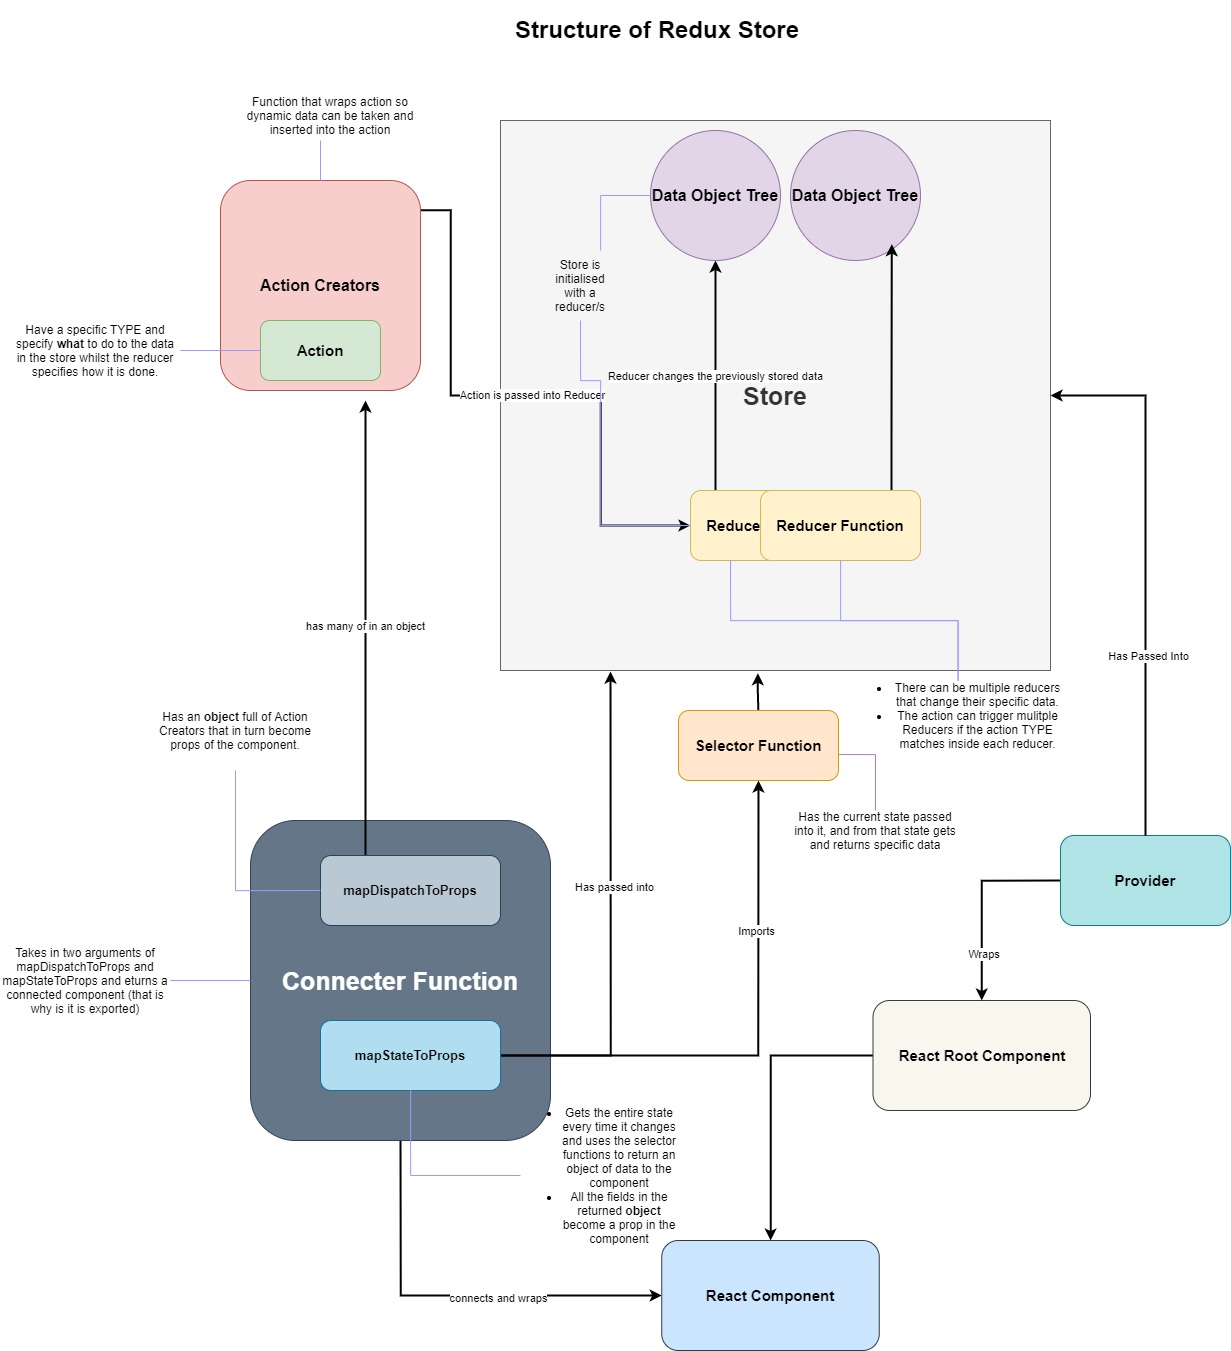 Structure of Redux Store
Function that wraps action so
dynamic data can be taken and
inserted into the action
Data Object Tree
Data Object Tree
Store is
initialised
with a
reducer/s
Action Creators
Have a specific TYPE and
specify what to do to the data
in the store whilst the reducer
specifies how it is done.
Action
Reducer changes the previously stored data
Action is passed into Reducer
Store
Reduce
Reducer Function
has many of in an object
Has Passed Into
There can be multiple reducers
that change their specific data.
The action can trigger mulitple
Reducers if the action TYPE
matches inside each reducer.
Has an object full of Action
Creators that in turn become
props of the component.
Selector Function
Has the current state passed
into it, and from that state gets
and returns specific data
mapDispatchToProps
Has passed into
Provider
Imports
Wraps
Takes in two arguments of
mapDispatchToProps and
mapStateToProps and eturns a
connected component (that is
why is it is exported)
Connecter Function
mapStateToProps
React Root Component
Gets the entire state
every time it changes
and uses the selector
functions to return an
object of data to the
component
All the fields in the
returned object
become a prop in the
component
connects and wraps
React Component